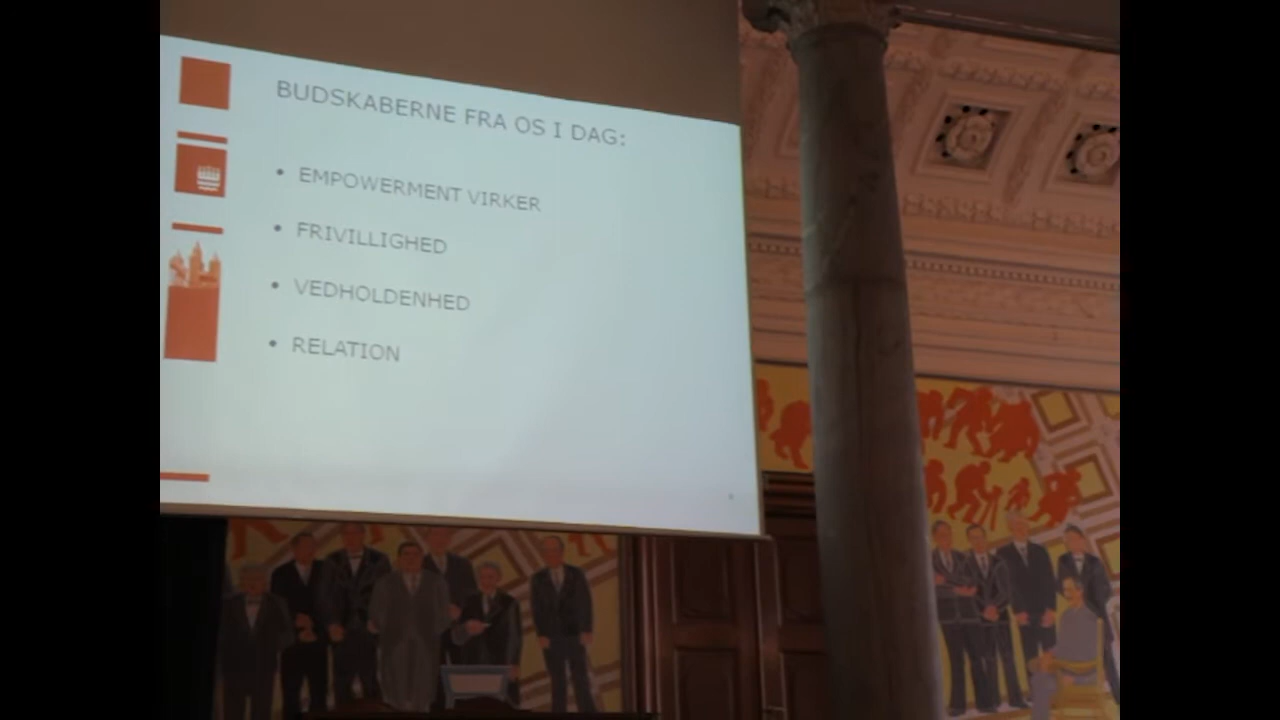 BUDSKABERNE FRA OS I DAG:
• EMPOWERMENT VIRKER
• FRIVILLIGHED
• VEDHOLDENHED
• RELATION